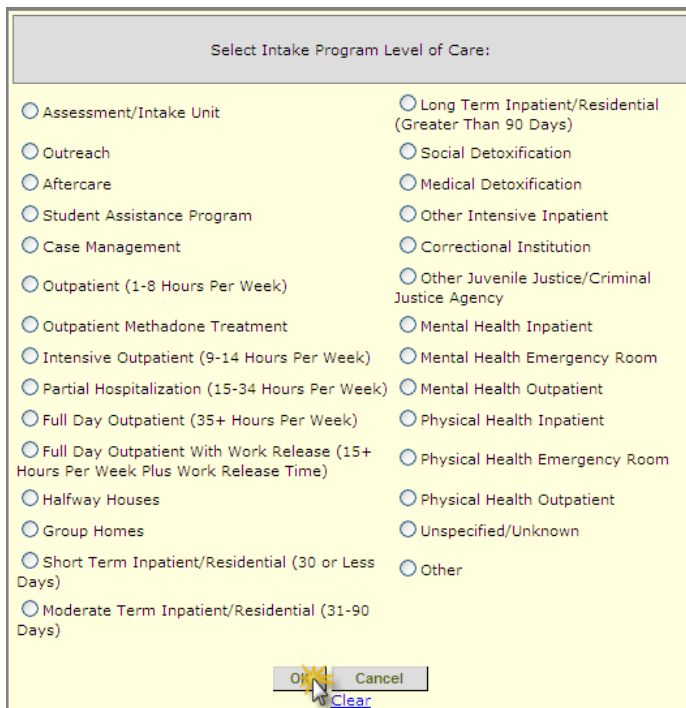 Select Intake Program Level of Care:
Assessment/Intake Unit
Outreach
Aftercare
Student Assistance Program
Case Management
Outpatient (1-8 Hours Per Week)
Outpatient Methadone Treatment
Intensive Outpatient (9-14 Hours Per Week)
Partial Hospitalization (15-34 Hours Per Week)
Full Day Outpatient (35+ Hours Per Week)
Full Day Outpatient With Work Release (15+
Hours Per Week Plus Work Release Time)
Halfway Houses
Group Homes
Short Term Inpatient/Residential (30 or Less
Days)
Moderate Term Inpatient/Residential (31-90
Days)
Long Term Inpatient/Residential
(Greater Than 90 Days)
Social Detoxification
Medical Detoxification
Other Intensive Inpatient
Correctional Institution
Other Juvenile Justice/Criminal
Justice Agency
Mental Health Inpatient
Mental Health Emergency Room
Mental Health Outpatient
Physical Health Inpatient
Physical Health Emergency Room
Physical Health Outpatient
Unspecified/Unknown
Other
OK Cancel
Clear